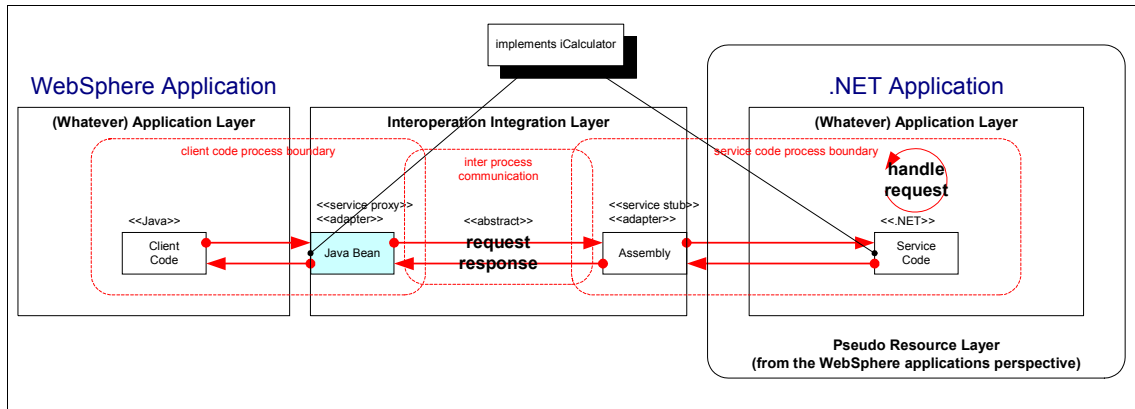 implements iCalculator
WebSphere Application
.NET Application
(Whatever) Application Layer
Interoperation Integration Layer
(Whatever) Application Layer
client code process boundary
inter process
communication
service code process boundary
handle
request
<<Java>>
<<service proxy>>
<<adapter>>
<<abstract>>
<<service stub>>
<<adapter>>
<<.NET>>
Client
Code
Java Bean
request
response
Assembly
Service
Code
Pseudo Resource Layer
(from the WebSphere applications perspective)